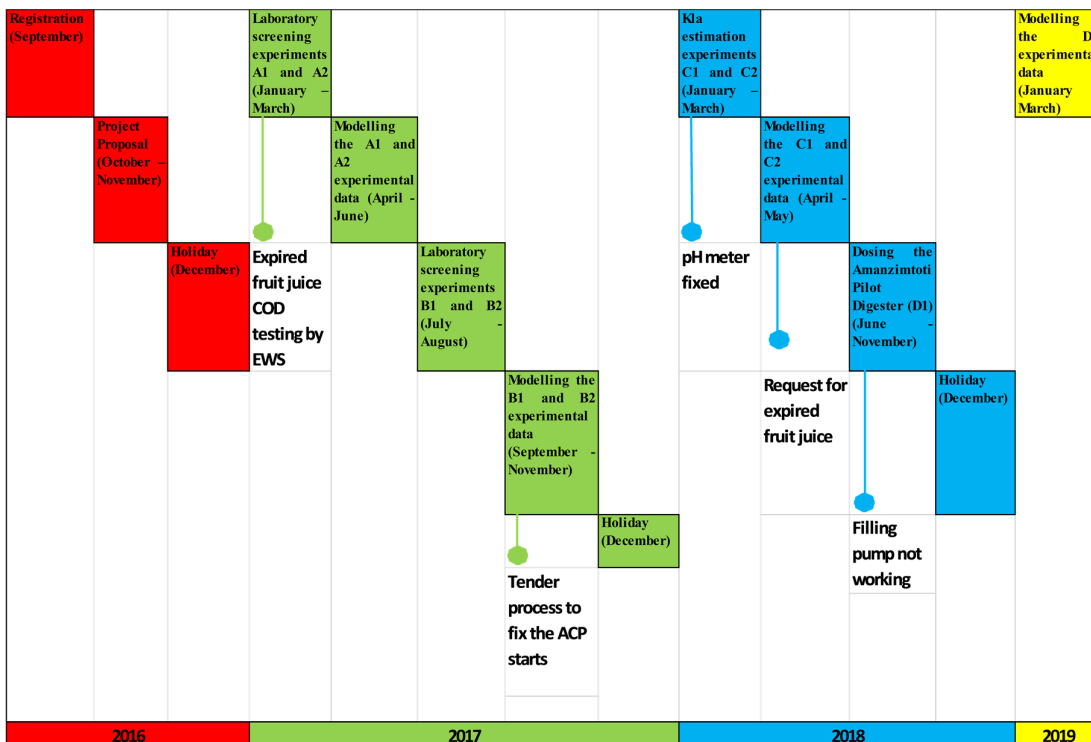 Registration
(September)
Project
Proposal
(October –
November)
Holiday
(December)
Laboratory
screening
experiments
A1 and A2
(January –
March)
Expired
fruit juice
COD
testing by
EWS
Modelling
the A1 and
A2
experimental
data (April -
June)
Laboratory
screening
experiments
B1 and B2
(July -
August)
Modelling the
B1 and B2
experimental
data
(September -
November)
Tender
process to
fix the ACP
starts
Holiday
(December)
Kla
estimation
experiments
C1 and C2
(January –
March)
pH meter
fixed
Modelling
the C1 and
C2
experimental
data (April -
May)
Request for
expired
fruit juice
Dosing the
Amanzimtoti
Pilot
Digester (D1)
(June -
November)
Filling
pump not
working
Holiday
(December)
Modelling
the D
experimenta
data
(January
March)
2016
2017
2018
2019